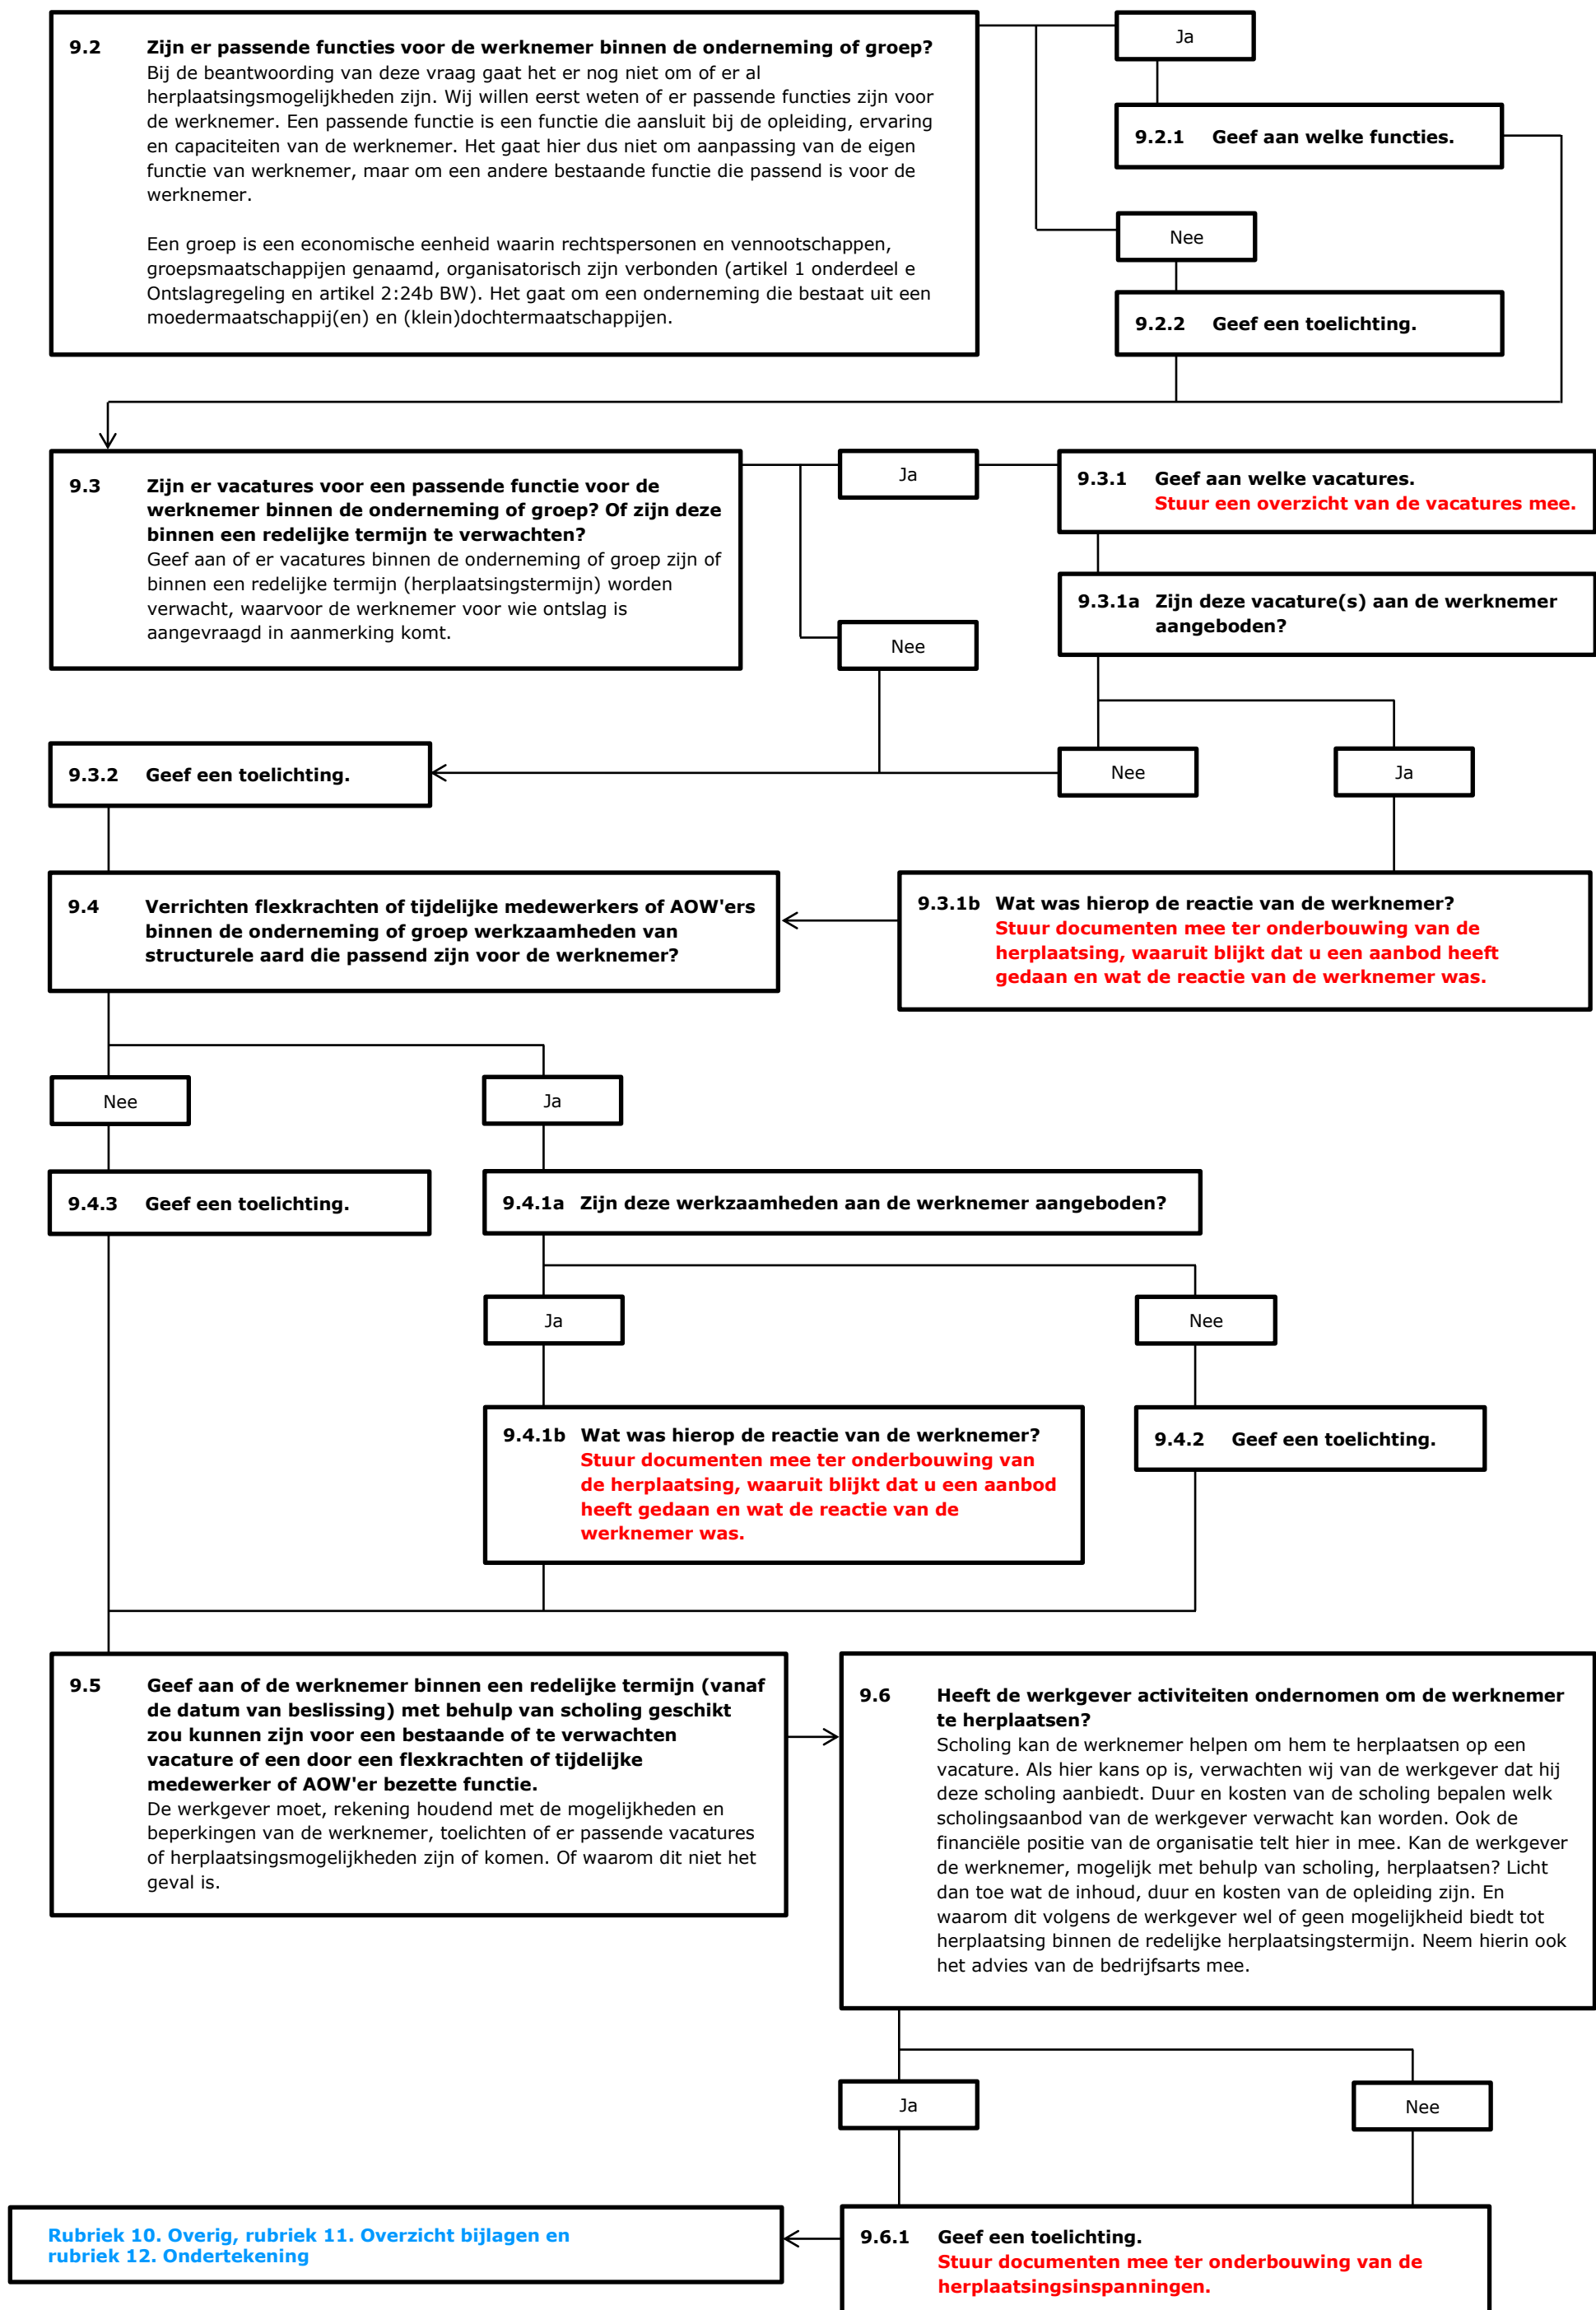 9.2 Zijn er passende functies voor de werknemer binnen de onderneming of groep?
Bij de beantwoording van deze vraag gaat het er nog niet om of er al
herplaatsingsmogelijkheden zijn. Wij willen eerst weten of er passende functies zijn voor
de werknemer. Een passende functie is een functie die aansluit bij de opleiding, ervaring
en capaciteiten van de werknemer. Het gaat hier dus niet om aanpassing van de eigen
functie van werknemer, maar om een andere bestaande functie die passend is voor de
werknemer.
Een groep is een economische eenheid waarin rechtspersonen en vennootschappen,
groepsmaatschappijen genaamd, organisatorisch zijn verbonden (artikel 1 onderdeel e
Ontslagregeling en artikel 2:24b BW). Het gaat om een onderneming die bestaat uit een
moedermaatschappij(en) en (klein)dochtermaatschappijen.
Ja
9.2.1 Geef aan welke functies.
Nee
9.2.2 Geef een toelichting.
9.3 Zijn er vacatures voor een passende functie voor de
werknemer binnen de onderneming of groep? Of zijn deze
binnen een redelijke termijn te verwachten?
Geef aan of er vacatures binnen de onderneming of groep zijn of
binnen een redelijke termijn (herplaatsingstermijn) worden
verwacht, waarvoor de werknemer voor wie ontslag is
aangevraagd in aanmerking komt.
Ja
Nee
9.3.1 Geef aan welke vacatures.
Stuur een overzicht van de vacatures mee.
9.3.1a Zijn deze vacature(s) aan de werknemer
aangeboden?
Nee
Ja
9.3.2 Geef een toelichting.
9.3.1b Wat was hierop de reactie van de werknemer?
Stuur documenten mee ter onderbouwing van de
herplaatsing, waaruit blijkt dat u een aanbod heeft
gedaan en wat de reactie van de werknemer was.
9.4 Verrichten flexkrachten of tijdelijke medewerkers of AOW'ers
binnen de onderneming of groep werkzaamheden van
structurele aard die passend zijn voor de werknemer?
Nee
Ja
9.4.3 Geef een toelichting.
9.4.1a Zijn deze werkzaamheden aan de werknemer aangeboden?
Ja
Nee
9.4.1b Wat was hierop de reactie van de werknemer?
Stuur documenten mee ter onderbouwing van
de herplaatsing, waaruit blijkt dat u een aanbod
heeft gedaan en wat de reactie van de
werknemer was.
9.4.2 Geef een toelichting.
9.5 Geef aan of de werknemer binnen een redelijke termijn (vanaf
de datum van beslissing) met behulp van scholing geschikt
zou kunnen zijn voor een bestaande of te verwachten
vacature of een door een flexkrachten of tijdelijke
medewerker of AOW'er bezette functie.
De werkgever moet, rekening houdend met de mogelijkheden en
beperkingen van de werknemer, toelichten of er passende vacatures
of herplaatsingsmogelijkheden zijn of komen. Of waarom dit niet het
geval is.
9.6 Heeft de werkgever activiteiten ondernomen om de werknemer
te herplaatsen?
Scholing kan de werknemer helpen om hem te herplaatsen op een
vacature. Als hier kans op is, verwachten wij van de werkgever dat hij
deze scholing aanbiedt. Duur en kosten van de scholing bepalen welk
scholingsaanbod van de werkgever verwacht kan worden. Ook de
financiële positie van de organisatie telt hier in mee. Kan de werkgever
de werknemer, mogelijk met behulp van scholing, herplaatsen? Licht
dan toe wat de inhoud, duur en kosten van de opleiding zijn. En
waarom dit volgens de werkgever wel of geen mogelijkheid biedt tot
herplaatsing binnen de redelijke herplaatsingstermijn. Neem hierin ook
het advies van de bedrijfsarts mee.
Ja
Nee
9.6.1 Geef een toelichting.
Stuur documenten mee ter onderbouwing van de
herplaatsingsinspanningen.
Rubriek 10. Overig, rubriek 11. Overzicht bijlagen en
rubriek 12. Ondertekening